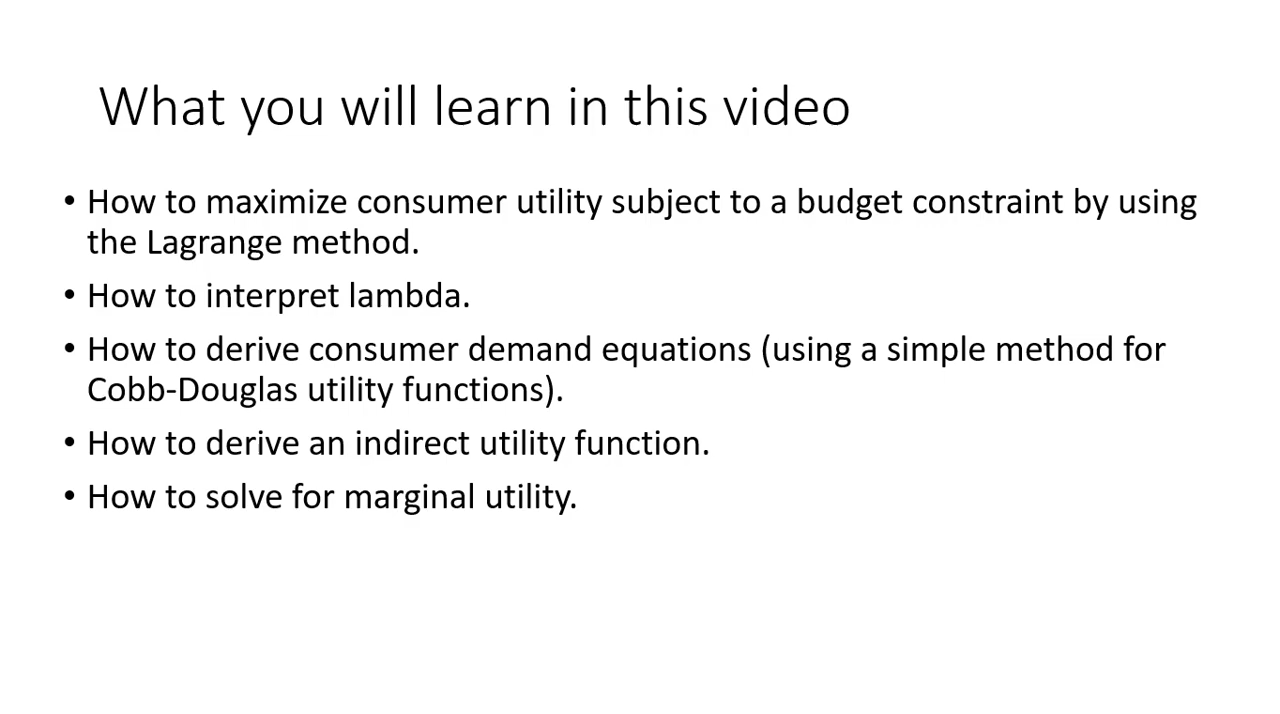 What you will learn in this video
• How to maximize consumer utility subject to a budget constraint by using
the Lagrange method.
• How to interpret lambda.
• How to derive consumer demand equations (using a simple method for
Cobb-Douglas utility functions).
• How to derive an indirect utility function.
• How to solve for marginal utility.